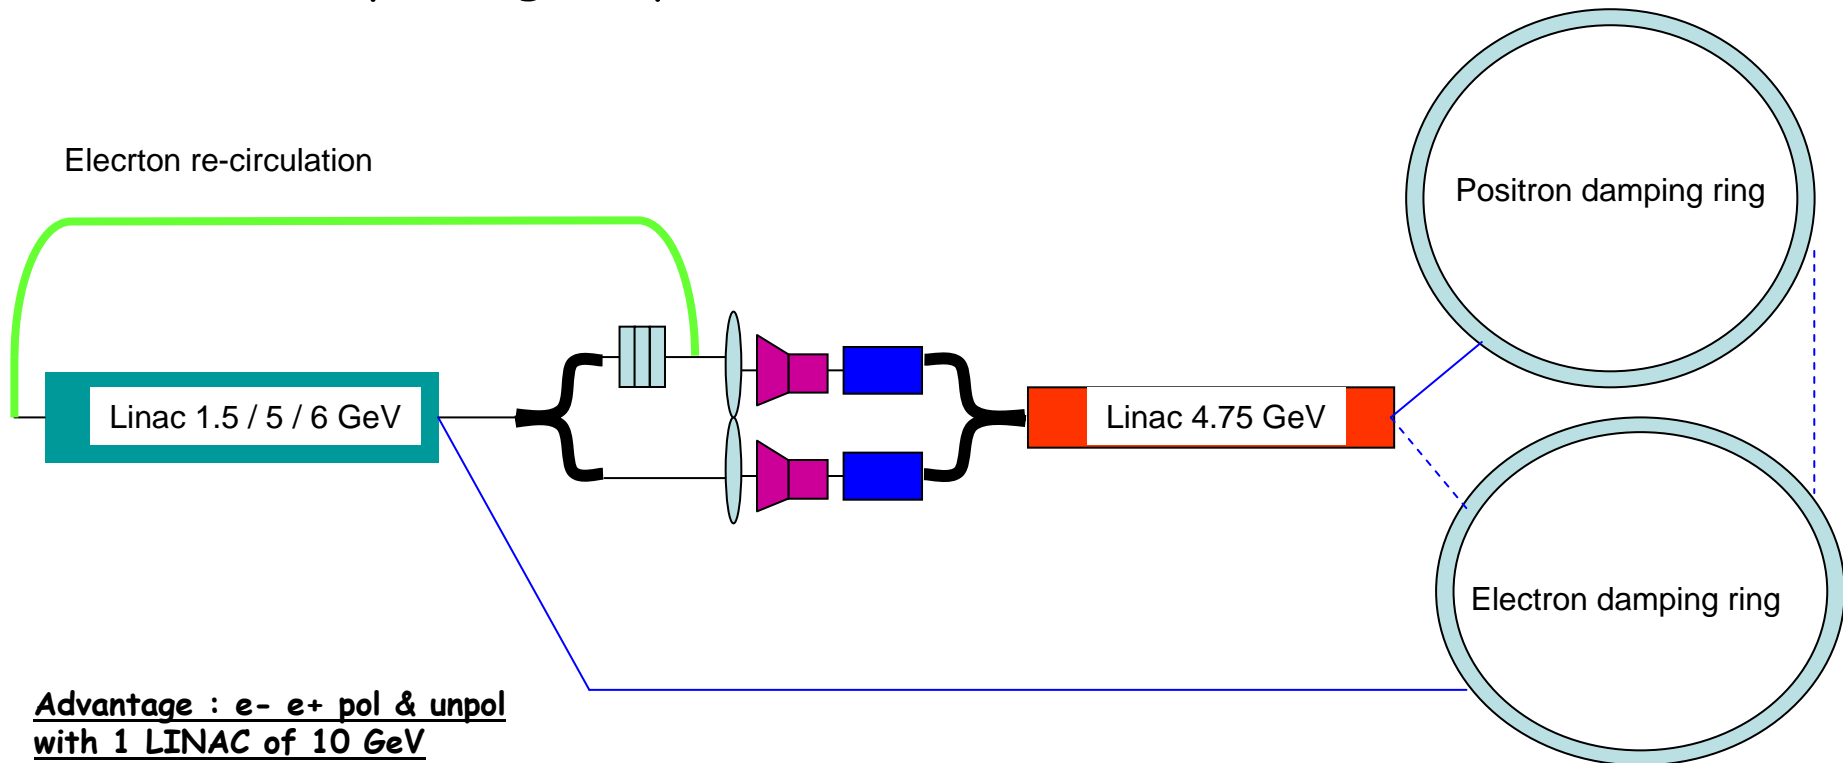 Elecrton re-circulation
Positron damping ring
Linac 1.5 / 5 / 6 GeV
Linac 4.75 GeV
Electron damping ring
Advantage : e- e+ pol & unpol
with 1 LINAC of 10 GeV